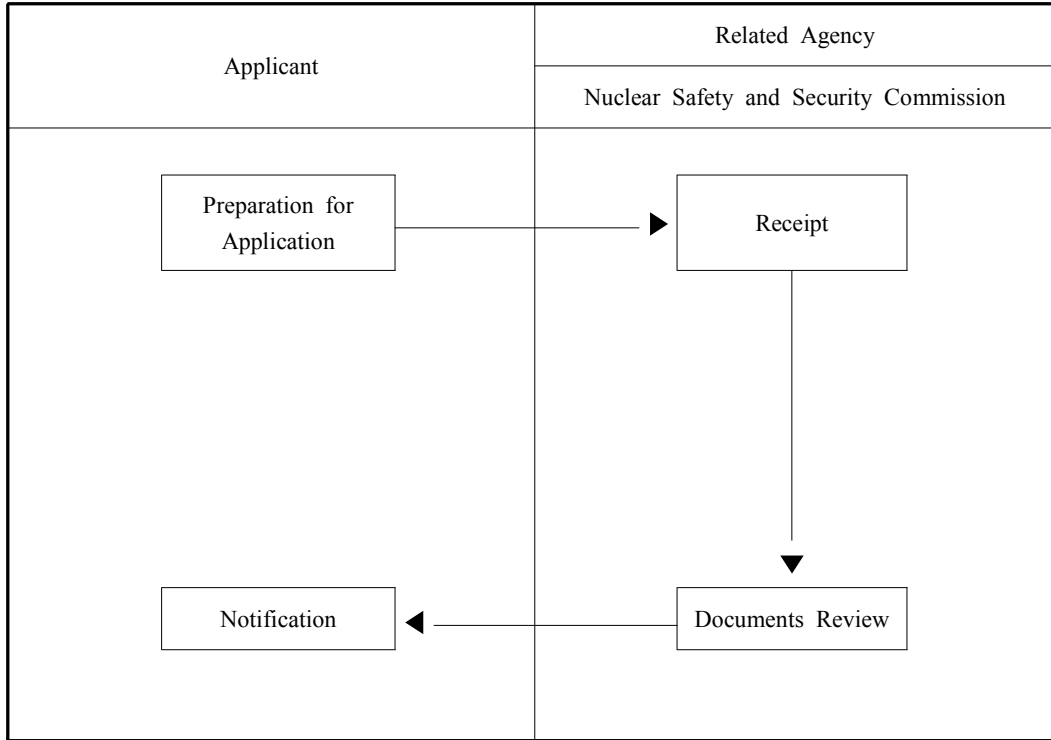 Applicant
Related Agency
Nuclear Safety and Security Commission
Preparation for
Application
Receipt
Notification
Documents Review